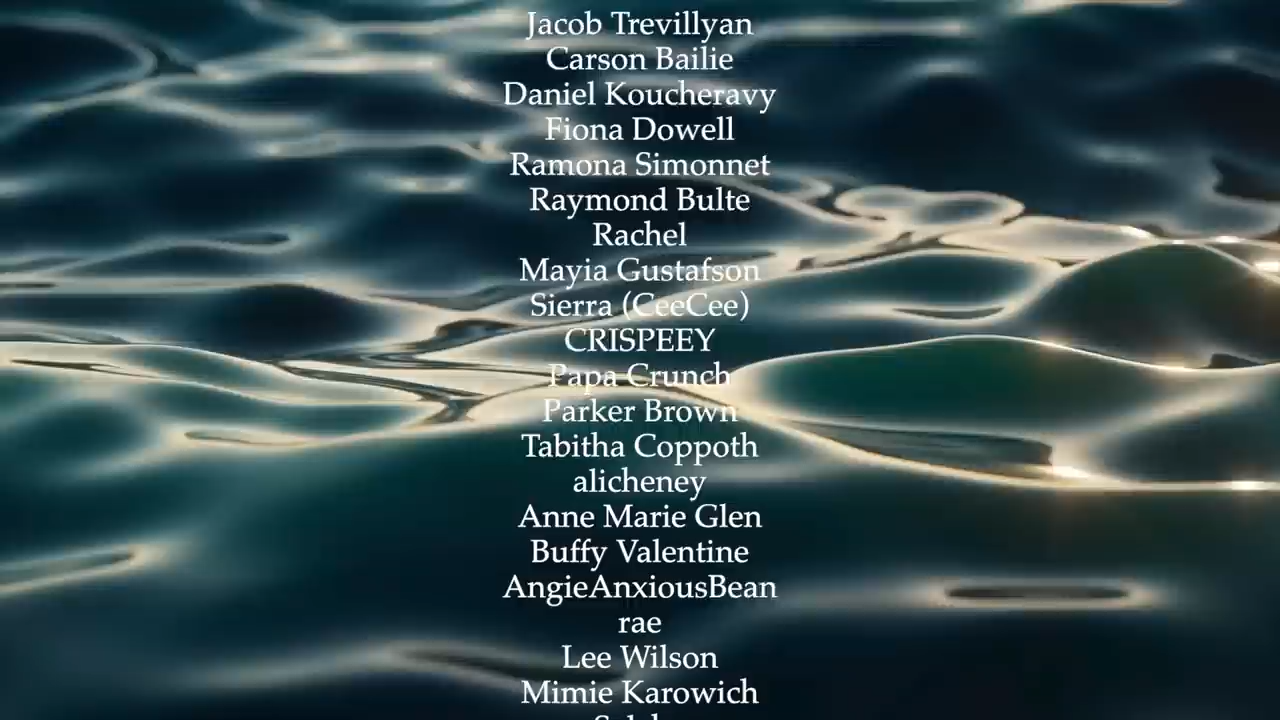 Jacob Trevillyan
Carson Bailie
Daniel Koucheravy
Fiona Dowell
Ramona Simonnet
Raymond Bulte
Rachel
Mayia Gustafson
Sierra (CeeCee)
CRISPEEY
Papa Crunch
Parker Brown
Tabitha Coppoth
alicheney
Anne Marie Glen
Buffy Valentine
AngieAnxiousBean
rae
Lee Wilson
Mimie Karowich